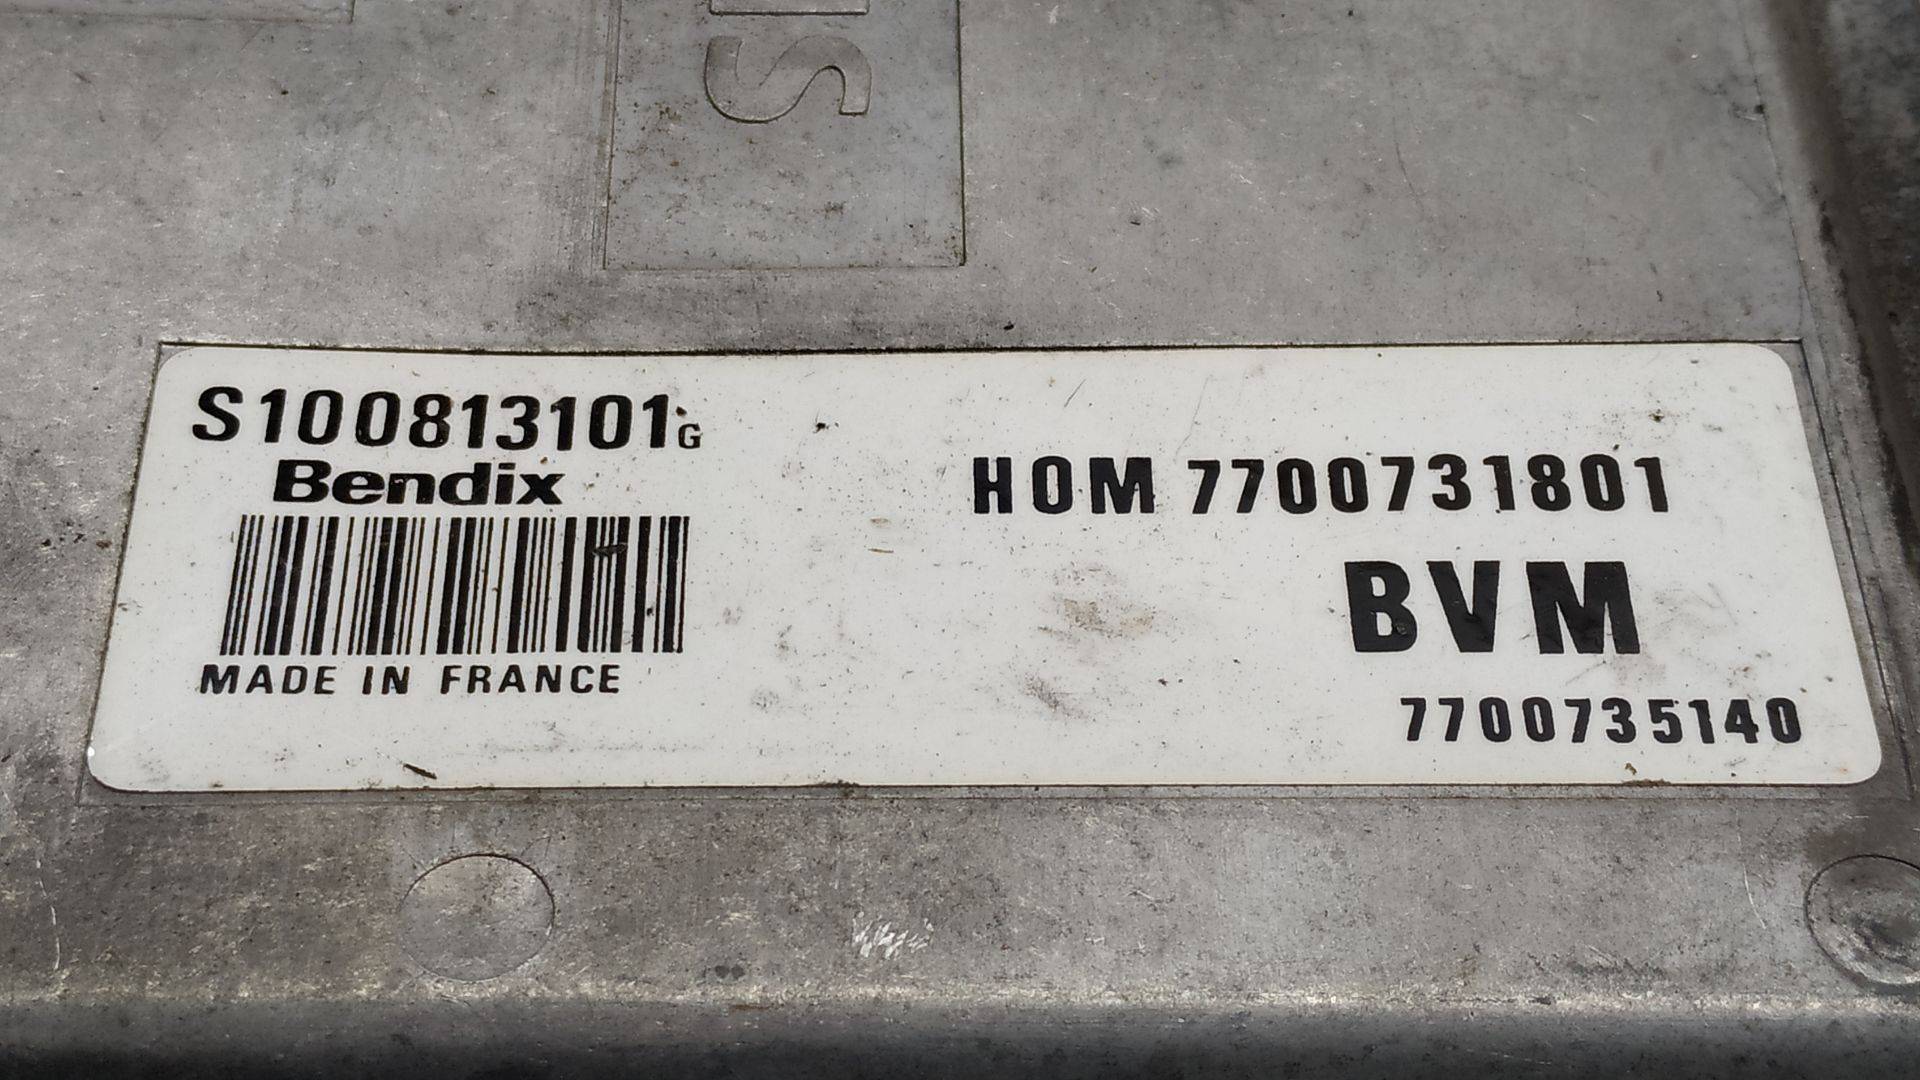 S100813101G
Bendix
MADE IN FRANCE
HOM 7700731801
BVM
7700735140